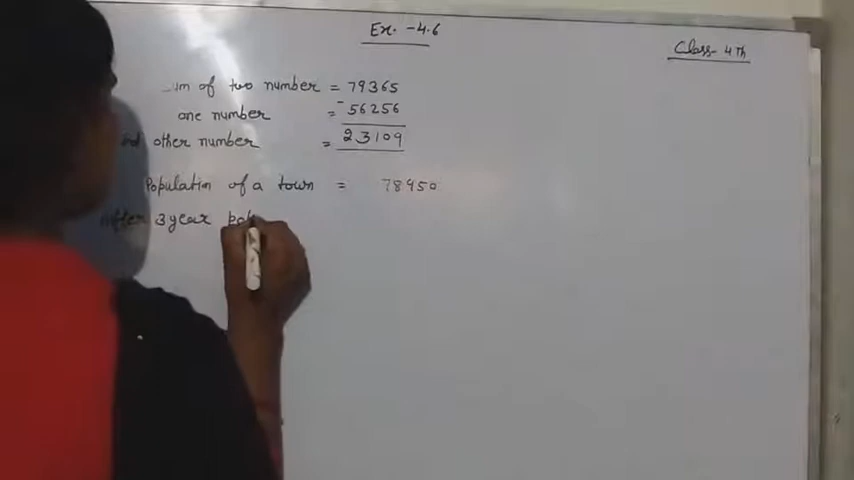 Ex. - 4.6
Class - 4th
of two number = 79365
one number = - 56256
other number = 23109
Population of a town = 78950
After 3 year